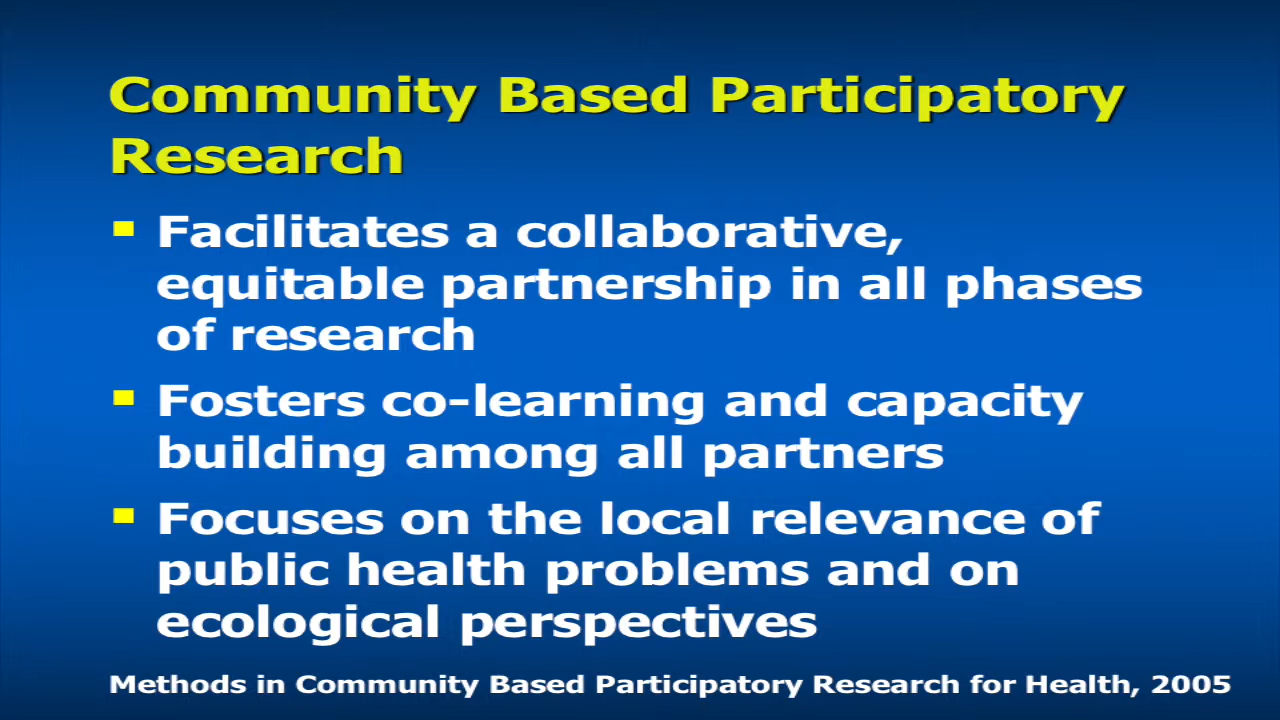 Community Based Participatory
Research
Facilitates a collaborative,
equitable partnership in all phases
of research
Fosters co-learning and capacity
building among all partners
Focuses on the local relevance of
public health problems and on
ecological perspectives
Methods in Community Based Participatory Research for Health, 2005